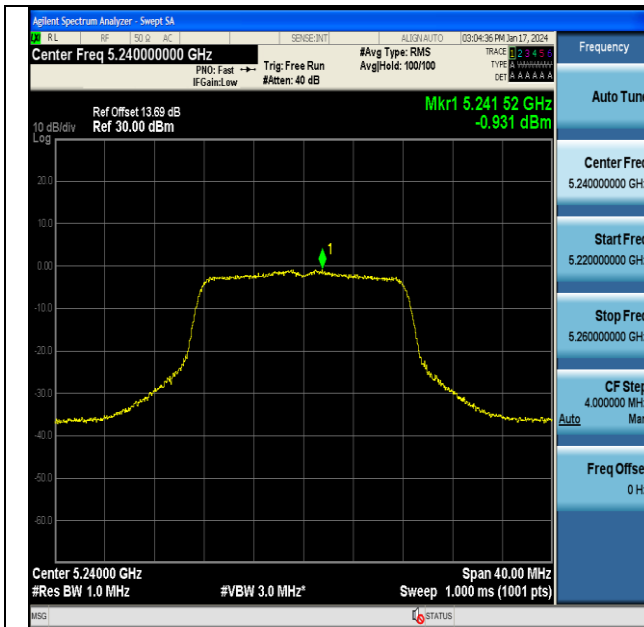 Agilent Spectrum Analyzer - Swept SA
RL RF 50 Ω AC SENSE:INT ALIGN AUTO 03:04:36 PM Jan 17, 2024
Center Freq 5.240000000 GHz
PNO: Fast
IFGain:Low
Trig: Free Run
#Atten: 40 dB
#Avg Type: RMS
Avg|Hold: 100/100
TRACE 1 2 3 4 5 6
TYPE A
DET A A A A A A
Mkr1 5.241 52 GHz
-0.931 dBm
Ref Offset 13.69 dB
10 dB/div Ref 30.00 dBm
Log
20.0
10.0
0.00
-10.0
-20.0
-30.0
-40.0
-50.0
-60.0
1
Center 5.24000 GHz Span 40.00 MHz
#Res BW 1.0 MHz #VBW 3.0 MHz* Sweep 1.000 ms (1001 pts)
MSG STATUS
Frequency
Auto Tune
Center Freq
5.240000000 GH
Start Freq
5.220000000 GH
Stop Freq
5.260000000 GH
CF Step
4.000000 MH
Auto Man
Freq Offse
0 H